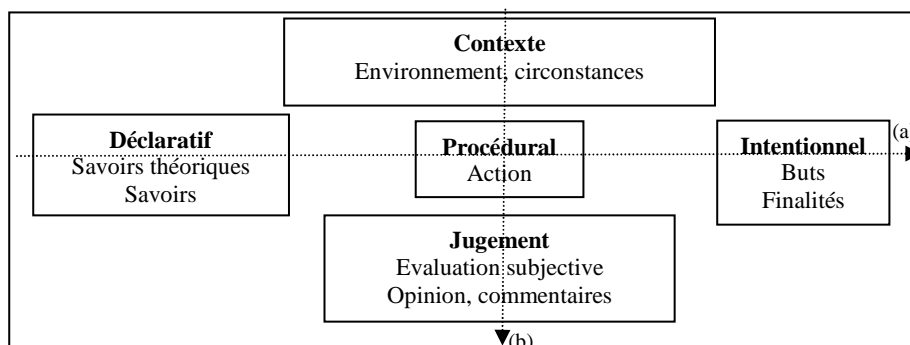 Contexte
Environnement, circonstances
Déclaratif
Savoirs théoriques
Savoirs
Procédural
Action
Intentionnel
Buts
Finalités
(a
Jugement
Evaluation subjective
Opinion, commentaires
(b)